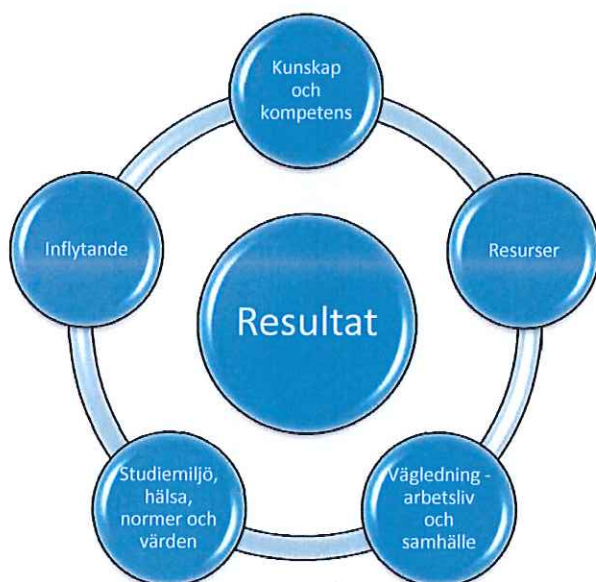 Kunskap
och
kompetens
Inflytande
Resurser
Resultat
Studiemiljö,
hälsa,
normer och
värden
Vägledning -
arbetsliv
och
samhälle